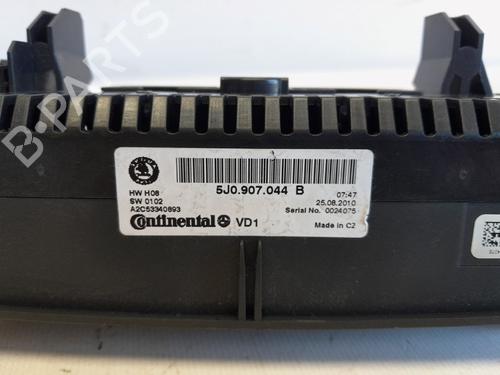 B-PARTS
5J0.907.044 B
HW H08
SW 0102
A2C53340893
07:47
25.08.2010
Serial No. 0024075
Continental VD1
Made in CZ